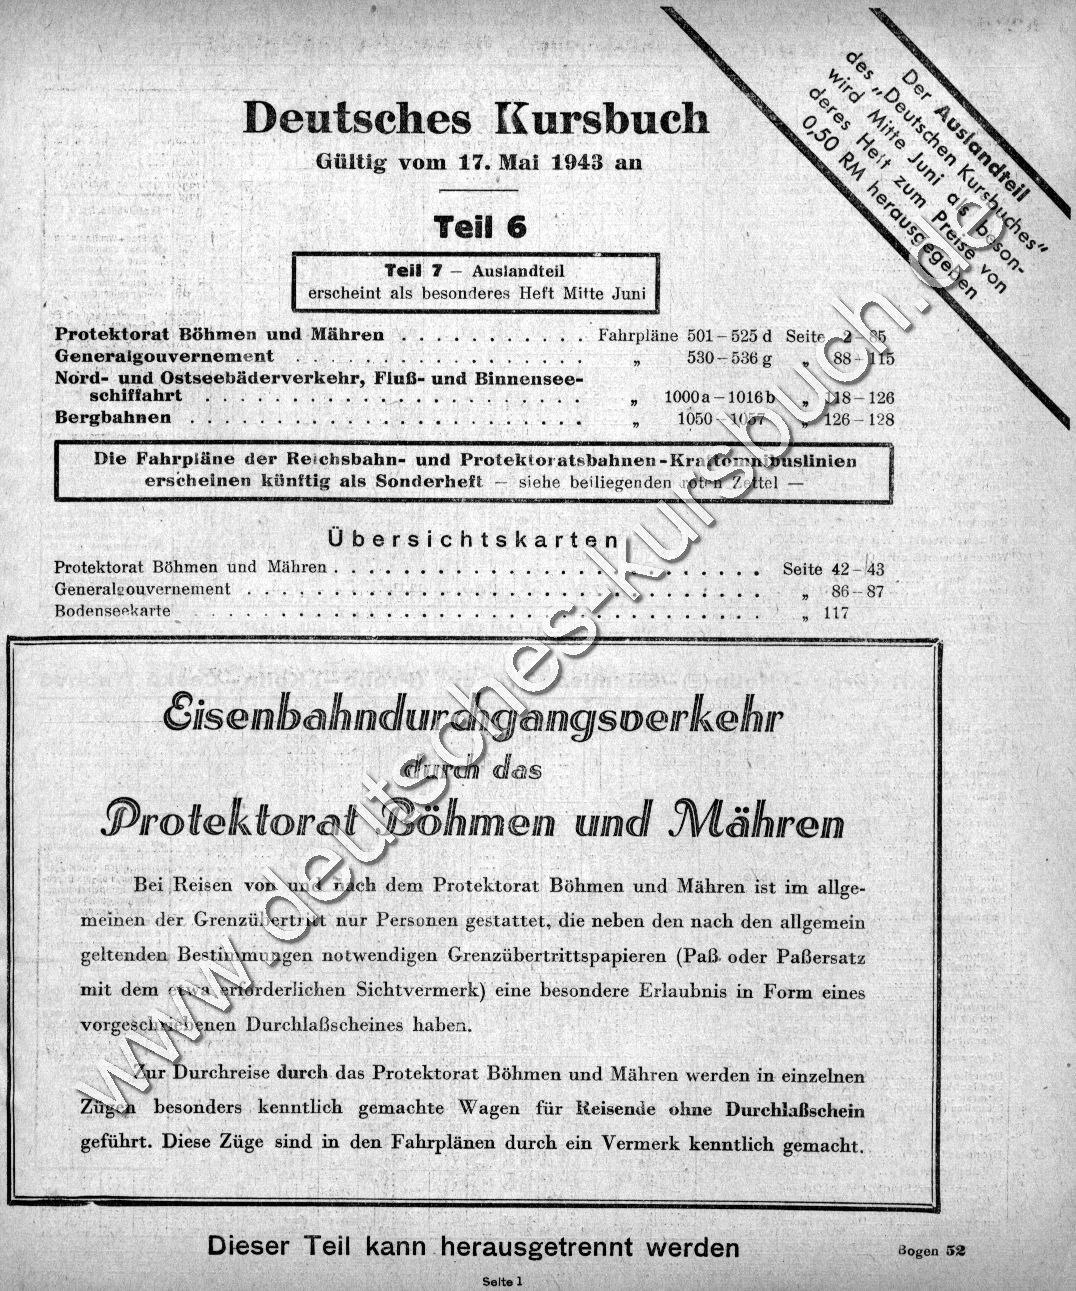 Der Auslandteil
des „Deutschen Kursbuches"
wird Mitte Juni als beson-
deres Heft zum Preise von
0,50 RM herausgegeben
Deutsches Kursbuch
Gültig vom 17. Mai 1943 an
Teil 6
Teil 7 – Auslandteil
erscheint als besonderes Heft Mitte Juni
Protektorat Böhmen und Mähren . . . . . . . . . . Fahrpläne 501–525 d Seite 2–85
Generalgouvernement . . . . . . . . . . . . . . „ 530–536 g „ 88–115
Nord- und Ostseebäderverkehr, Fluß- und Binnensee-
schiffahrt . . . . . . . . . . . . . . . . . . „ 1000a–1016b „ 118–126
Bergbahnen . . . . . . . . . . . . . . . . . . . „ 1050–1057 „ 126–128
Die Fahrpläne der Reichsbahn- und Protektoratsbahnen-Kraftomnibuslinien
erscheinen künftig als Sonderheft – siehe beiliegenden roten Zettel —
Übersichtskarten
Protektorat Böhmen und Mähren . . . . . . . . . . . . . . . . . . . . . . . . . Seite 42–43
Generalgouvernement . . . . . . . . . . . . . . . . . . . . . . . . . . . . . „ 86–87
Bodenseekarte . . . . . . . . . . . . . . . . . . . . . . . . . . . . . „ 117
Eisenbahndurchgangsverkehr
durch das
Protektorat Böhmen und Mähren
Bei Reisen von und nach dem Protektorat Böhmen und Mähren ist im allge-
meinen der Grenzübertritt nur Personen gestattet, die neben den nach den allgemein
geltenden Bestimmungen notwendigen Grenzübertrittspapieren (Paß oder Paßersatz
mit dem etwa erforderlichen Sichtvermerk) eine besondere Erlaubnis in Form eines
vorgeschriebenen Durchlaßscheines haben.
Zur Durchreise durch das Protektorat Böhmen und Mähren werden in einzelnen
Zügen besonders kenntlich gemachte Wagen für Reisende ohne Durchlaßschein
geführt. Diese Züge sind in den Fahrplänen durch ein Vermerk kenntlich gemacht.
Dieser Teil kann herausgetrennt werden
Bogen 52
Seite 1
www.deutsches-kursbuch.de